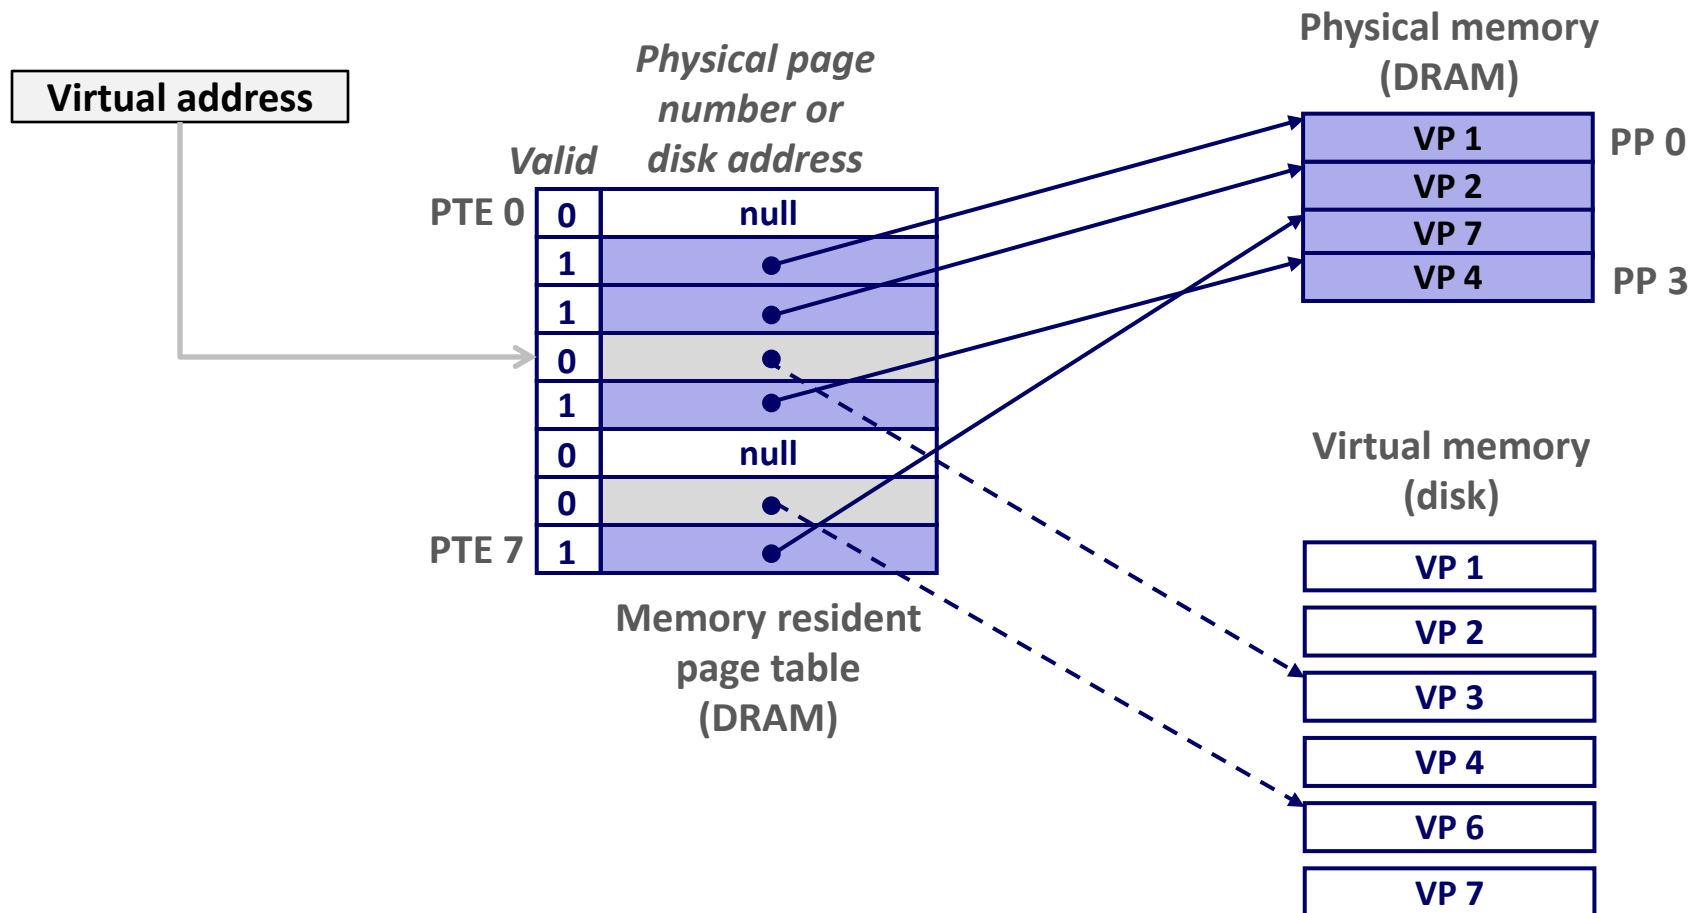 Virtual address
Physical page
number or
disk address
Valid
PTE 0
0 null
1
1
0
1
0 null
0
PTE 7 1
Memory resident
page table
(DRAM)
Physical memory
(DRAM)
VP 1 PP 0
VP 2
VP 7
VP 4 PP 3
Virtual memory
(disk)
VP 1
VP 2
VP 3
VP 4
VP 6
VP 7